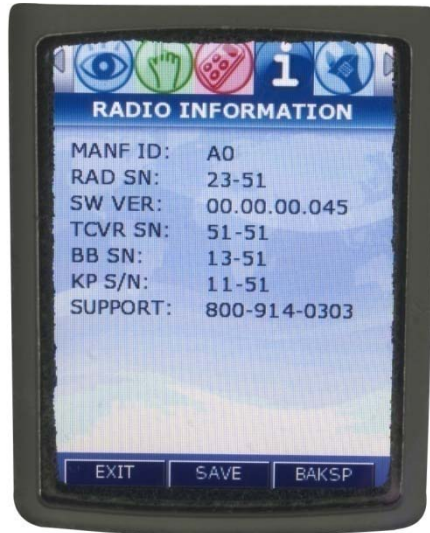 i
RADIO INFORMATION
MANF ID: A0
RAD SN: 23-51
SW VER: 00.00.00.045
TCVR SN: 51-51
BB SN: 13-51
KP S/N: 11-51
SUPPORT: 800-914-0303
EXIT SAVE BAKSP